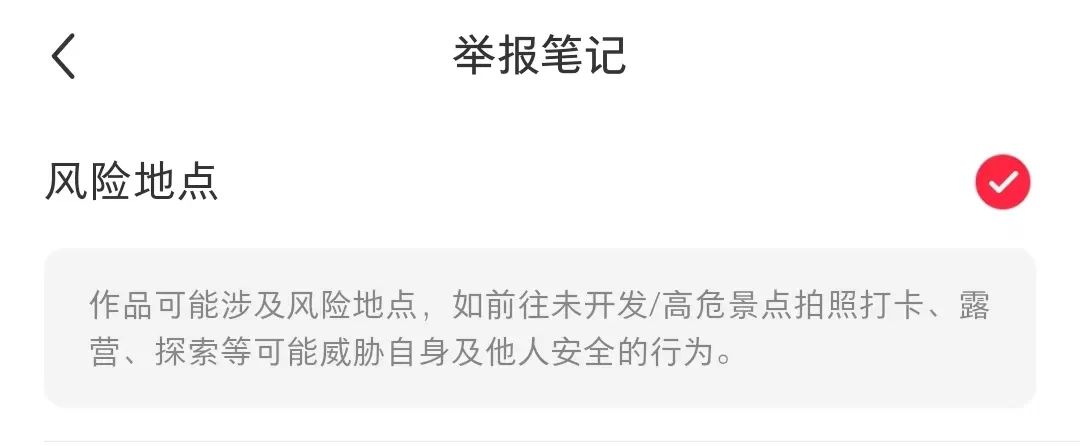 举报笔记
风险地点
作品可能涉及风险地点，如前往未开发/高危景点拍照打卡、露
营、探索等可能威胁自身及他人安全的行为。